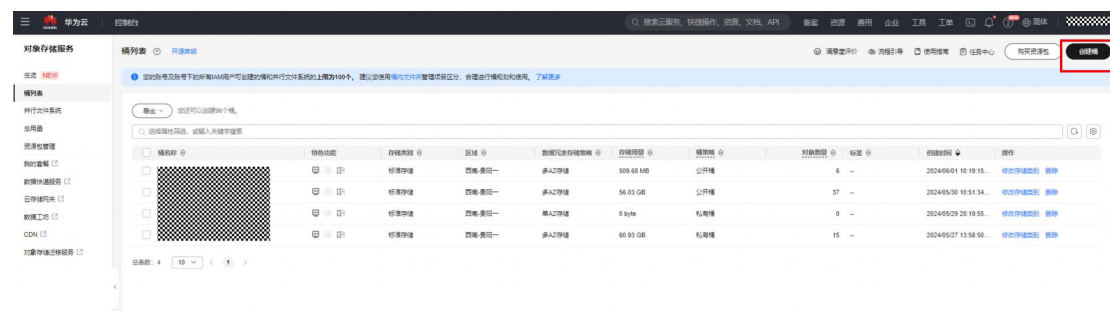 华为云 控制台 搜索云服务、快捷操作、资源、文档、API 备案 资源 费用 企业 工具 工单 简体
HUAWEI
对象存储服务 桶列表 开通声明 满意度评价 流程引导 使用指南 任务中心 购买资源包 创建桶
总览 NEW
您的账号及账号下的所有IAM用户可创建的桶和并行文件系统的上限为100个，建议您使用桶内文件夹管理项目区分，合理进行桶规划和使用。了解更多
桶列表
并行文件系统 导出 您还可以创建96个桶。
总用量
选择属性筛选，或输入关键字搜索
资源包管理
桶名称 特色功能 存储类别 区域 数据冗余存储策略 存储用量 桶策略 对象数量 标签 创建时间 操作
我的套餐
标准存储 西南-贵阳一 多AZ存储 509.68 MB 公开桶 6 -- 2024/06/01 10:19:15... 修改存储类别 删除
数据快递服务
云存储网关
标准存储 西南-贵阳一 多AZ存储 56.03 GB 公开桶 37 -- 2024/05/30 10:51:34... 修改存储类别 删除
数据工坊
标准存储 西南-贵阳一 单AZ存储 0 byte 私有桶 0 -- 2024/05/29 20:19:55... 修改存储类别 删除
CDN
标准存储 西南-贵阳一 多AZ存储 60.93 GB 私有桶 15 -- 2024/05/27 13:58:50... 修改存储类别 删除
对象存储迁移服务
总条数: 4 10 1